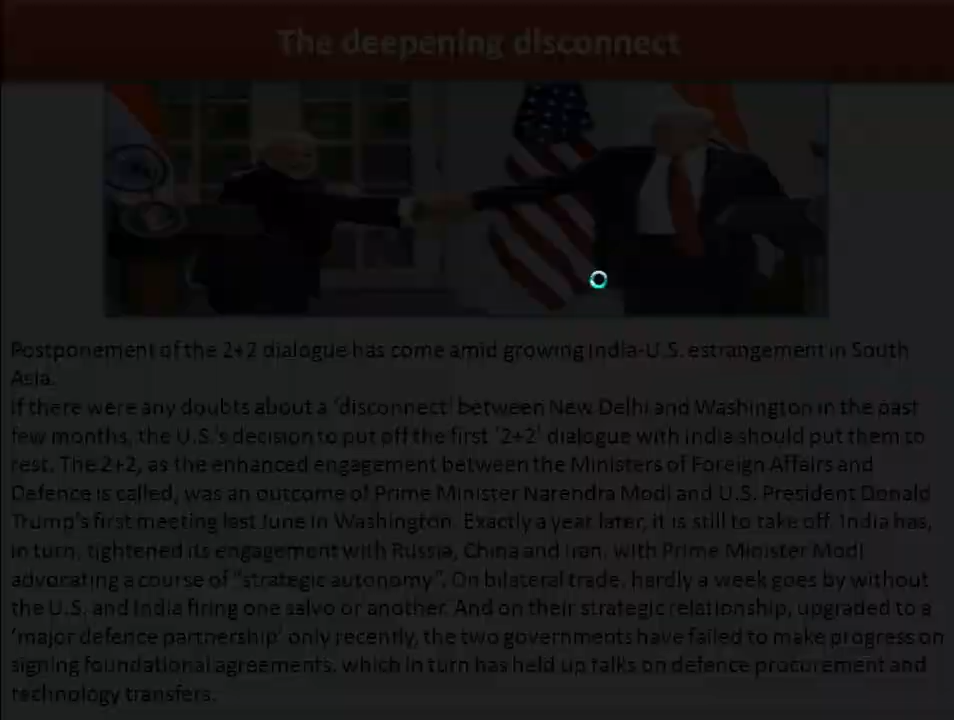 The deepening disconnect
Postponement of the 2+2 dialogue has come amid growing India-U.S. estrangement in South
Asia.
If there were any doubts about a ‘disconnect’ between New Delhi and Washington in the past
few months, the U.S.’s decision to put off the first ‘2+2’ dialogue with India should put them to
rest. The 2+2, as the enhanced engagement between the Ministers of Foreign Affairs and
Defence is called, was an outcome of Prime Minister Narendra Modi and U.S. President Donald
Trump’s first meeting last June in Washington. Exactly a year later, it is still to take off. India has,
in turn, tightened its engagement with Russia, China and Iran, with Prime Minister Modi
advocating a course of “strategic autonomy”. On bilateral trade, hardly a week goes by without
the U.S. and India firing one salvo or another. And on their strategic relationship, upgraded to a
‘major defence partnership’ only recently, the two governments have failed to make progress on
signing foundational agreements, which in turn has held up talks on defence procurement and
technology transfers.